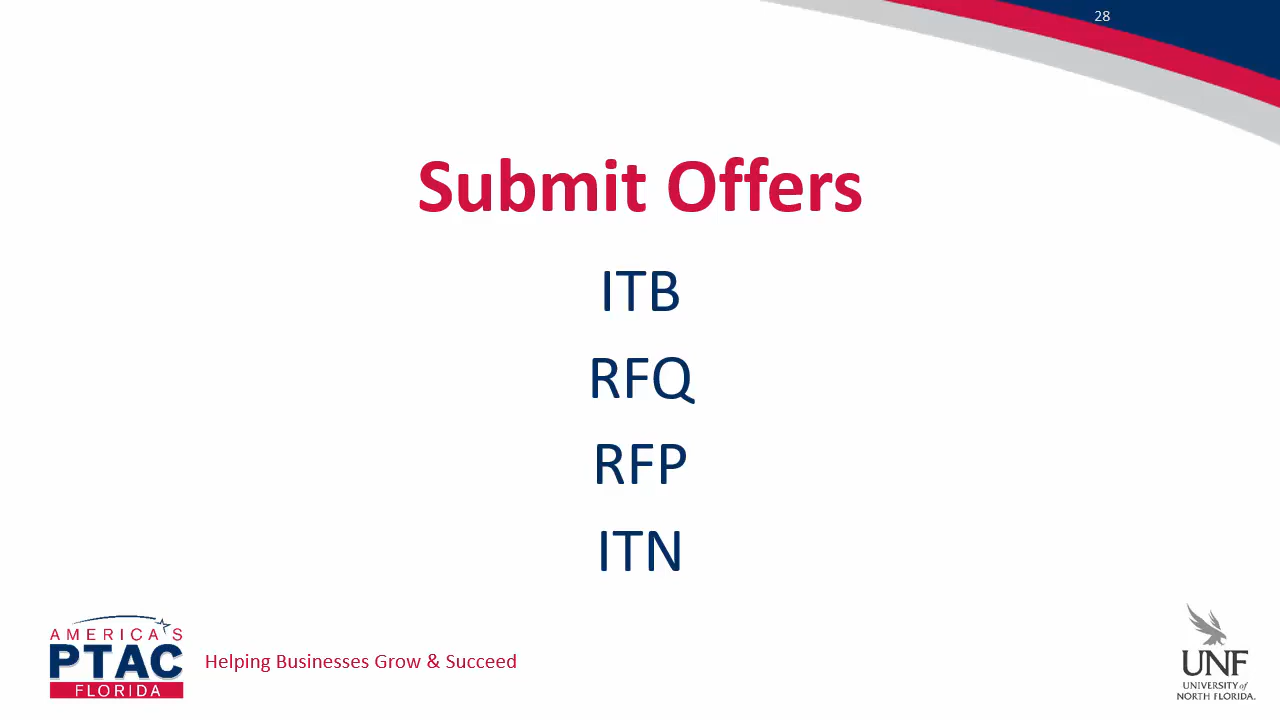 28
Submit Offers
ITB
RFQ
RFP
ITN
AMERICA'S
PTAC
FLORIDA
Helping Businesses Grow & Succeed
UNF
UNIVERSITY of
NORTH FLORIDA.